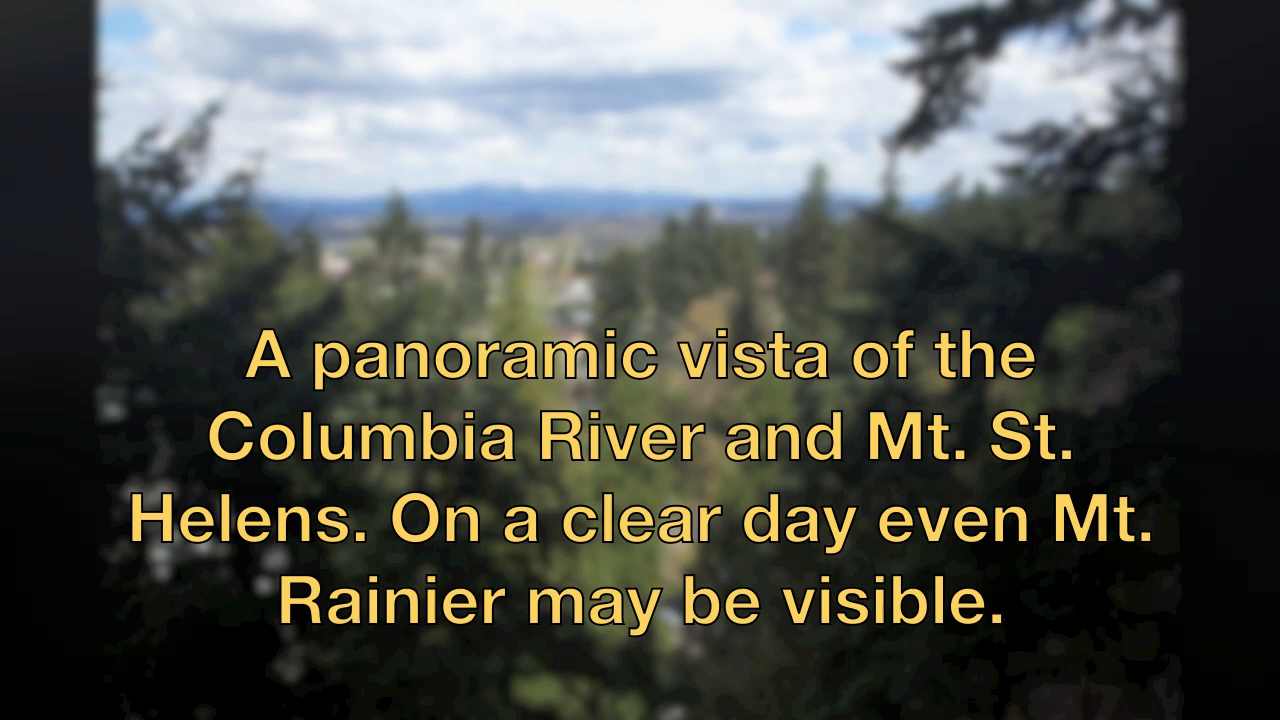 A panoramic vista of the
Columbia River and Mt. St.
Helens. On a clear day even Mt.
Rainier may be visible.